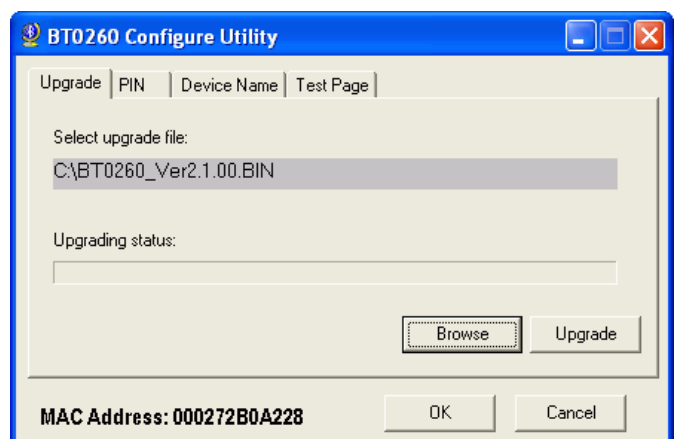 BT0260 Configure Utility
Upgrade PIN Device Name Test Page
Select upgrade file:
C:\BT0260_Ver2.1.00.BIN
Upgrading status:
Browse Upgrade
MAC Address: 000272B0A228 OK Cancel